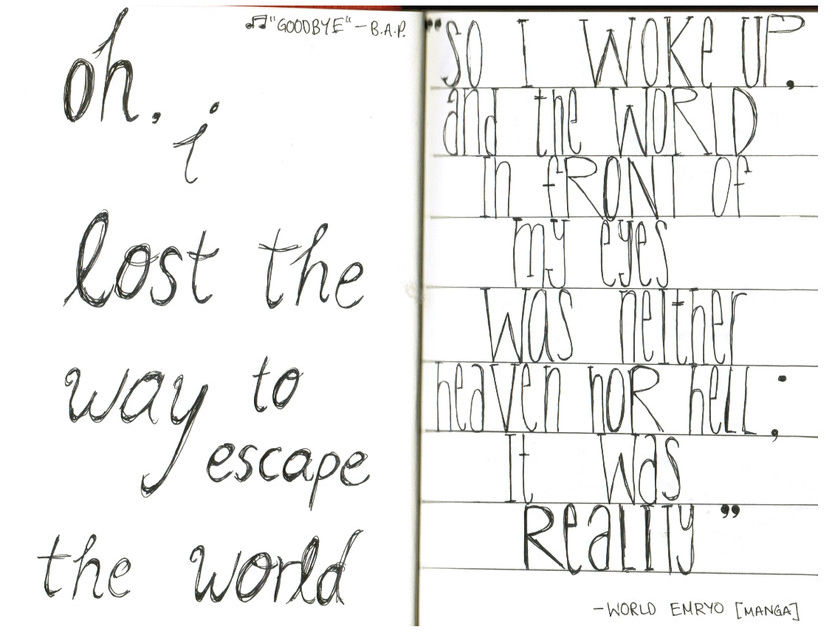 ♫"GOODBYE" - B.A.P.
oh. i
lost the
way to
escape
the world
"so I WOKe UP,
and the WORLD
In fRONT of
my eyes
Was neither
heaven noR hell;
It Was
ReaLITy"
-WORLD EMRYO [MANGA]